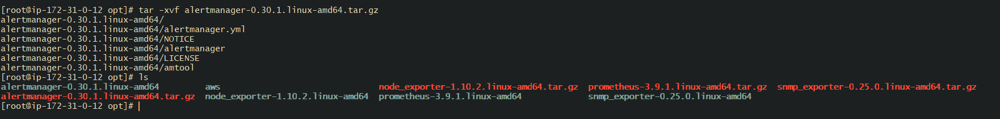 [root@ip-172-31-0-12 opt]# tar -xvf alertmanager-0.30.1.linux-amd64.tar.gz
alertmanager-0.30.1.linux-amd64/
alertmanager-0.30.1.linux-amd64/alertmanager.yml
alertmanager-0.30.1.linux-amd64/NOTICE
alertmanager-0.30.1.linux-amd64/alertmanager
alertmanager-0.30.1.linux-amd64/LICENSE
alertmanager-0.30.1.linux-amd64/amtool
[root@ip-172-31-0-12 opt]# ls
alertmanager-0.30.1.linux-amd64         aws                               node_exporter-1.10.2.linux-amd64.tar.gz  prometheus-3.9.1.linux-amd64.tar.gz  snmp_exporter-0.25.0.linux-amd64.tar.gz
alertmanager-0.30.1.linux-amd64.tar.gz  node_exporter-1.10.2.linux-amd64  prometheus-3.9.1.linux-amd64             snmp_exporter-0.25.0.linux-amd64
[root@ip-172-31-0-12 opt]#